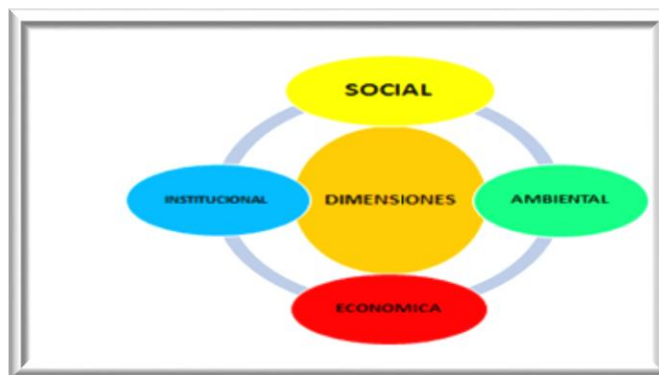 SOCIAL
INSTITUCIONAL
DIMENSIONES
AMBIENTAL
ECONOMICA